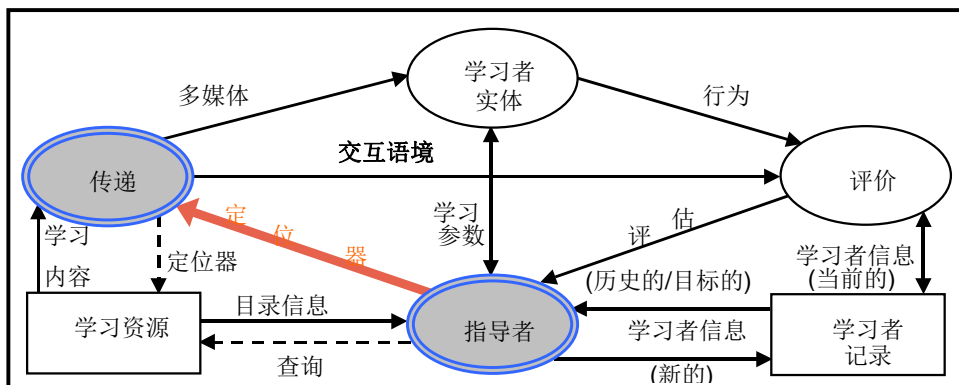 学习者
实体
多媒体
行为
交互语境
传递
评价
定位器
学习
参数
评 估
学习
内容
定位器
学习者信息
(当前的)
(历史的/目标的)
目录信息
学习资源
指导者
学习者信息
学习者
记录
查询
(新的)